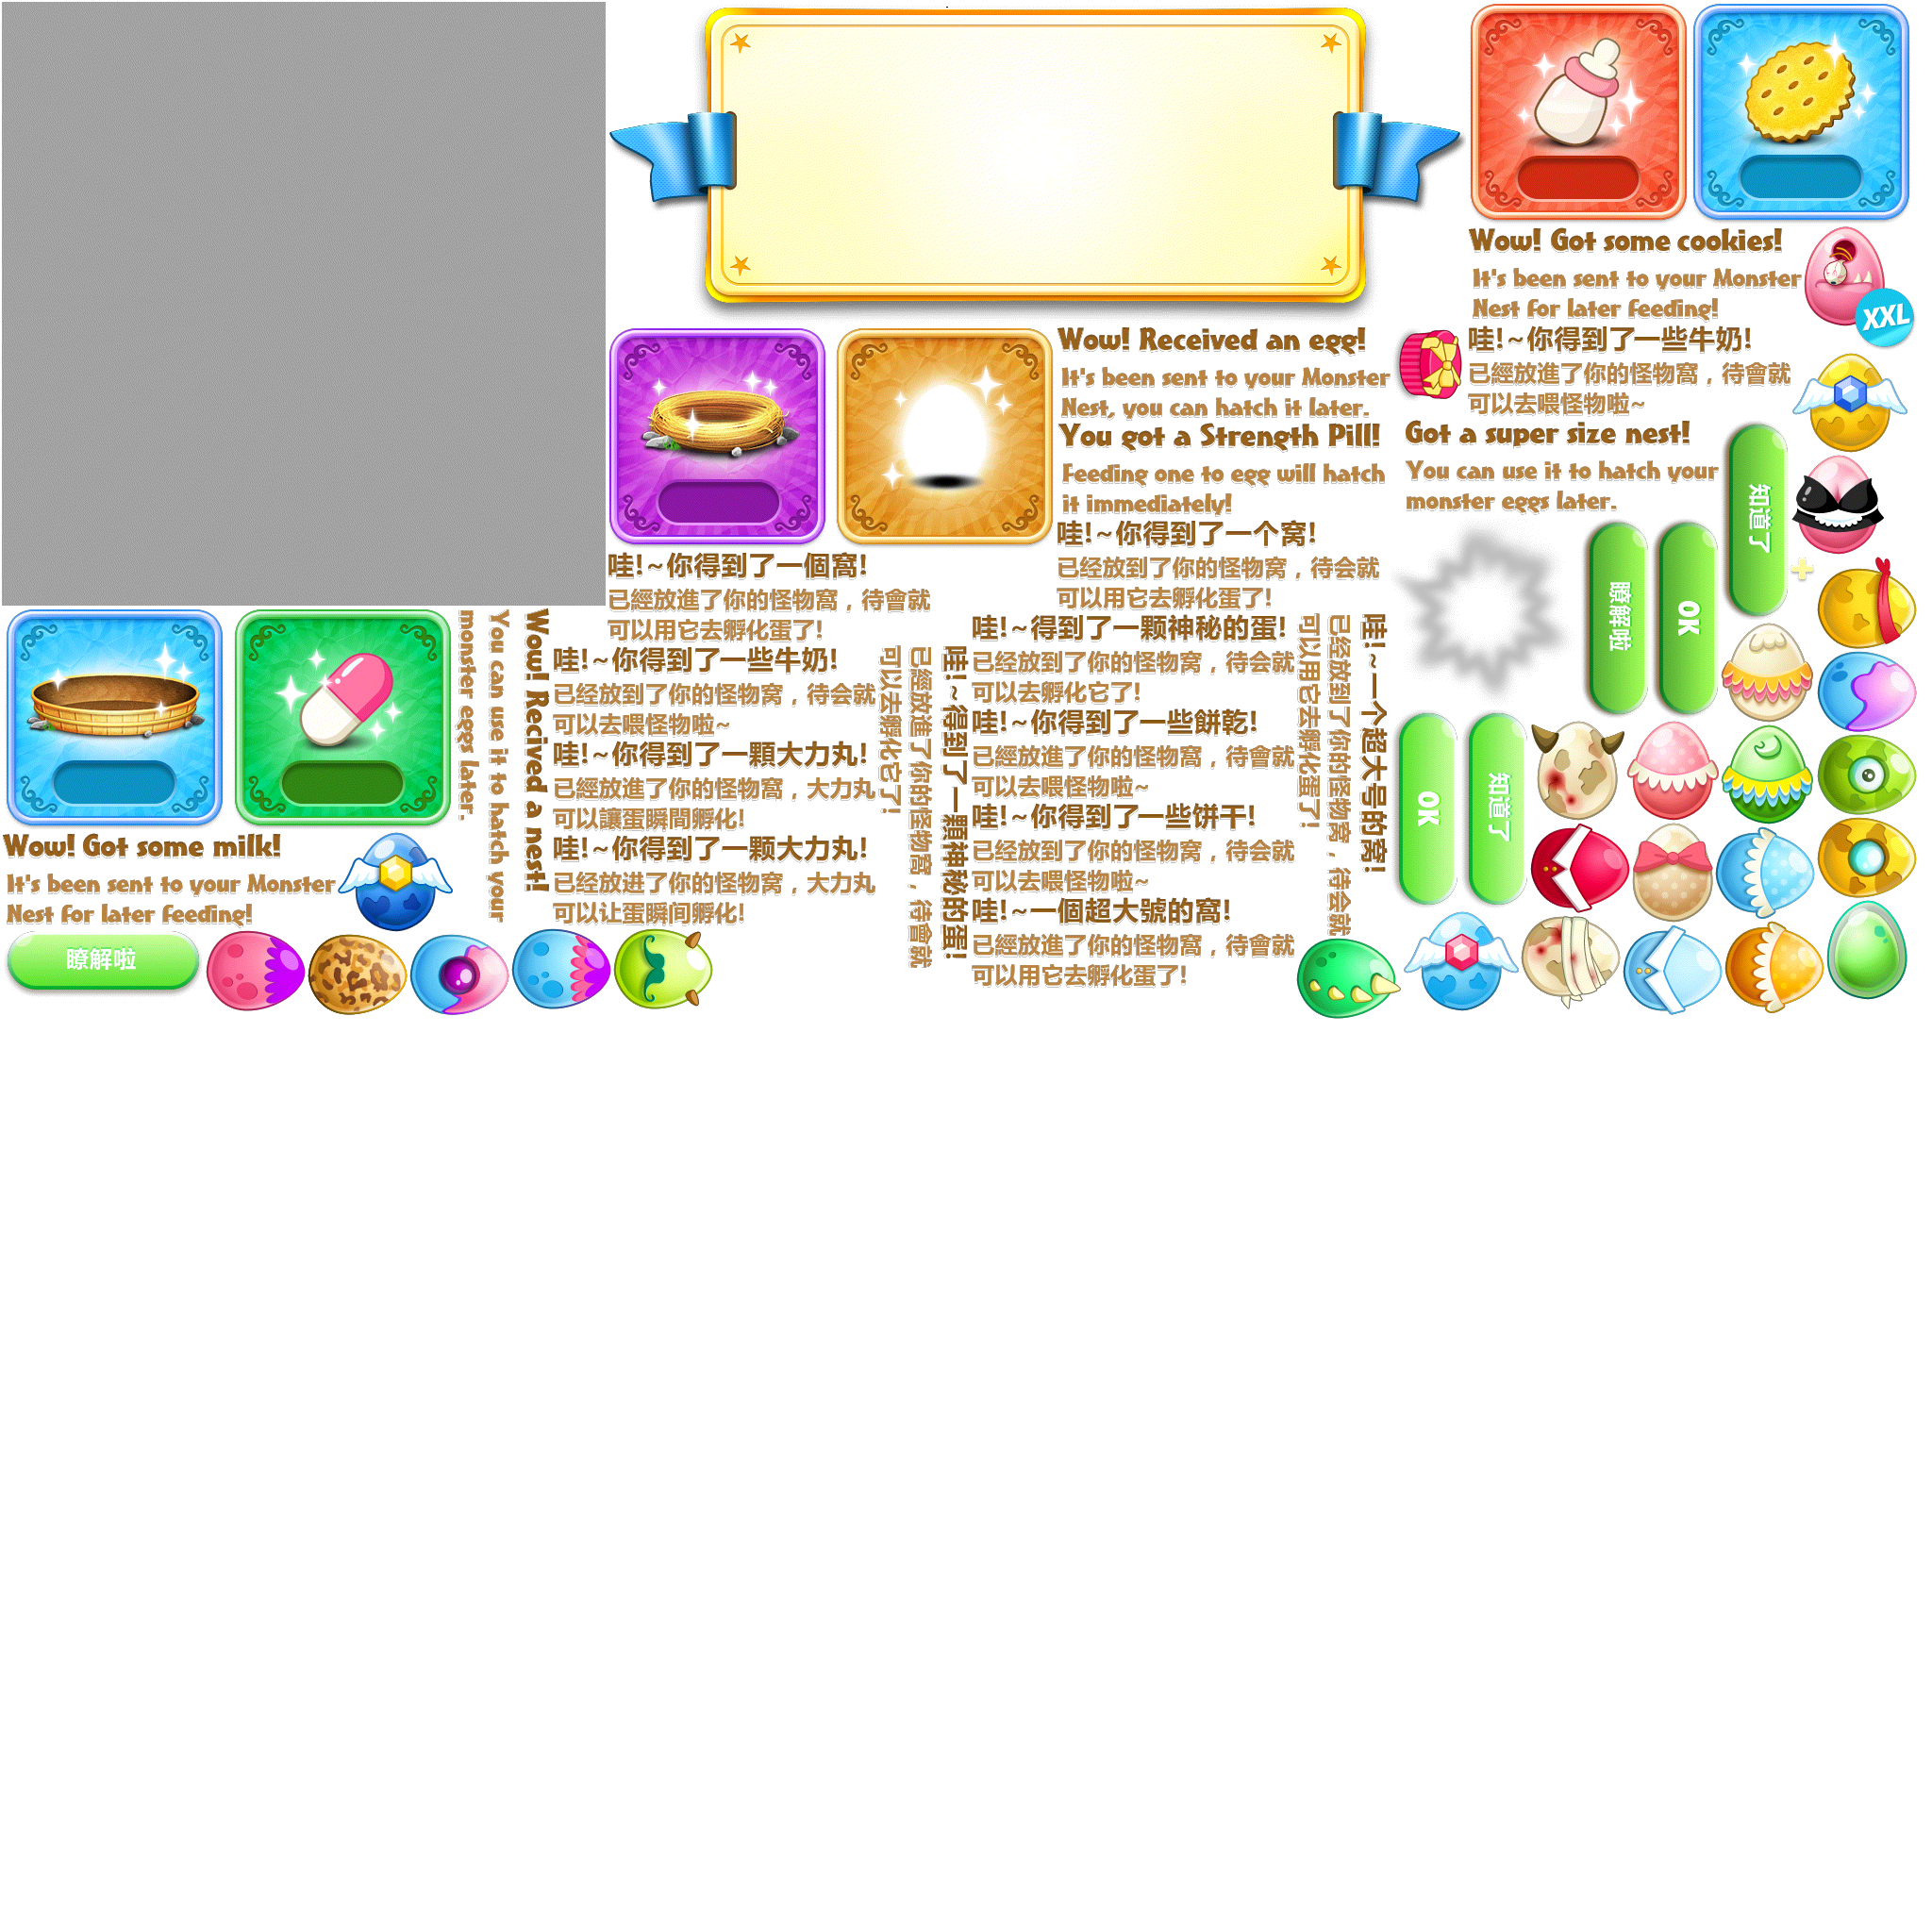 Wow! Got some cookies!
It's been sent to your Monster
Nest for later feeding!
XXL
哇!~你得到了一些牛奶!
已經放進了你的怪物窩，待會就
可以去喂怪物啦~
Wow! Received an egg!
It's been sent to your Monster
Nest, you can hatch it later.
You got a Strength Pill!
Feeding one to egg will hatch
it immediately!
Got a super size nest!
You can use it to hatch your
monster eggs later.
知道了
瞭解啦
OK
哇!~你得到了一个窝!
已经放到了你的怪物窝，待会就
可以用它去孵化蛋了!
哇!~你得到了一個窩!
已經放進了你的怪物窩，待會就
可以用它去孵化蛋了!
Wow! Recived a nest!
You can use it to hatch your
monster eggs later.
哇!~你得到了一些牛奶!
已经放到了你的怪物窝，待会就
可以去喂怪物啦~
哇!~你得到了一顆大力丸!
已經放進了你的怪物窩，大力丸
可以讓蛋瞬間孵化!
哇!~你得到了一颗大力丸!
已经放进了你的怪物窝，大力丸
可以让蛋瞬间孵化!
哇!~得到了一顆神秘的蛋!
已經放進了你的怪物窩，待會就
可以去孵化它了!
哇!~得到了一颗神秘的蛋!
已经放到了你的怪物窝，待会就
可以去孵化它了!
哇!~你得到了一些餅乾!
已經放進了你的怪物窩，待會就
可以去喂怪物啦~
哇!~你得到了一些饼干!
已经放到了你的怪物窝，待会就
可以去喂怪物啦~
哇!~一個超大號的窩!
已經放進了你的怪物窩，待會就
可以用它去孵化蛋了!
哇!~一个超大号的窝!
已经放到了你的怪物窝，待会就
可以用它去孵化蛋了!
OK
知道了
Wow! Got some milk!
It's been sent to your Monster
Nest for later feeding!
瞭解啦